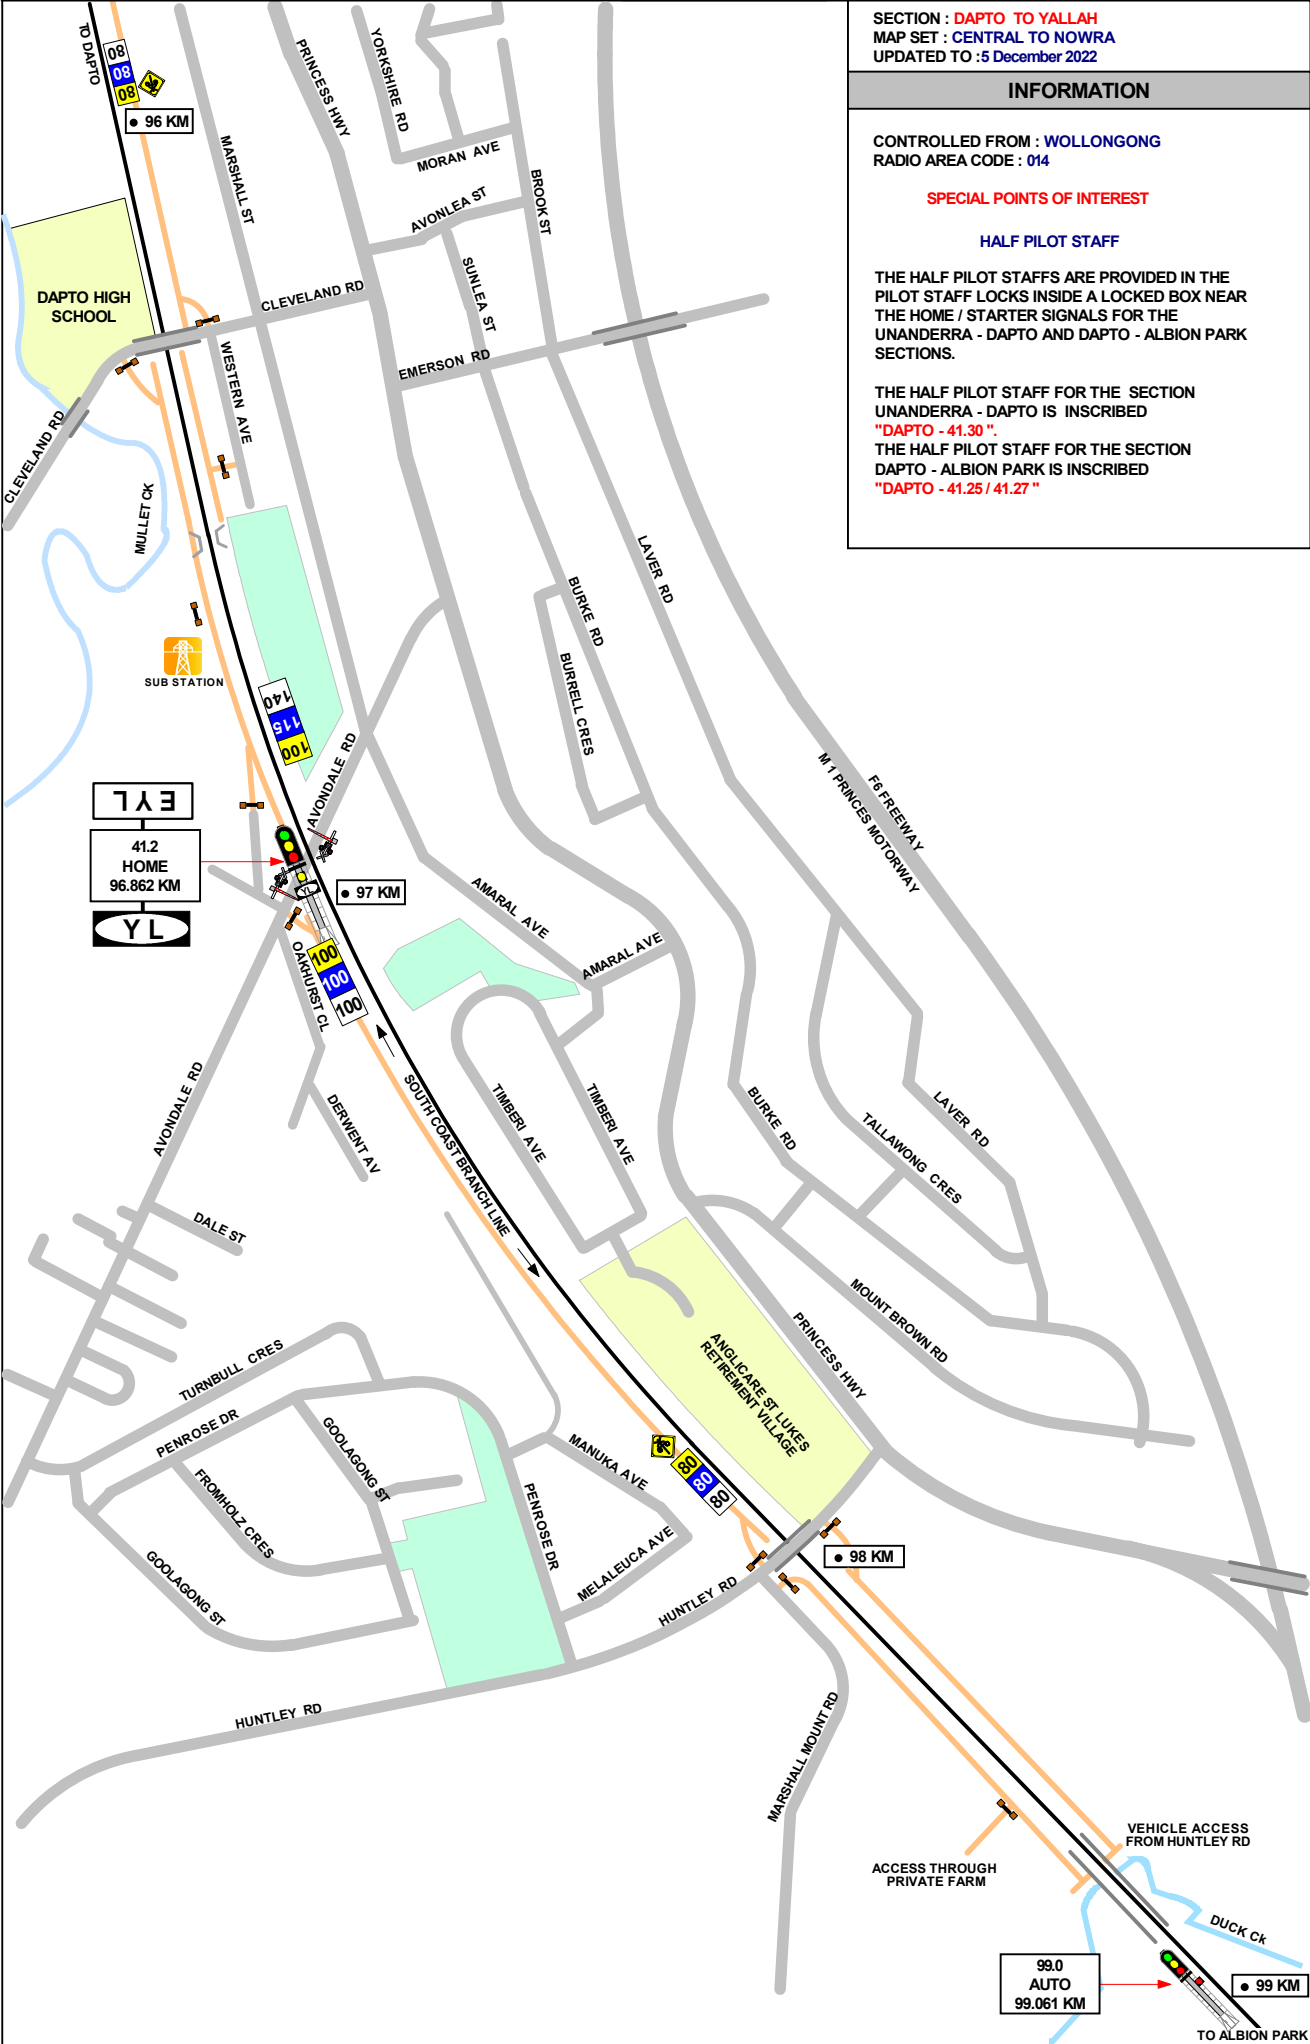 SECTION : DAPTO TO YALLAH
MAP SET : CENTRAL TO NOWRA
UPDATED TO :5 December 2022
INFORMATION
CONTROLLED FROM : WOLLONGONG
RADIO AREA CODE : 014
SPECIAL POINTS OF INTEREST
HALF PILOT STAFF
THE HALF PILOT STAFFS ARE PROVIDED IN THE
PILOT STAFF LOCKS INSIDE A LOCKED BOX NEAR
THE HOME / STARTER SIGNALS FOR THE
UNANDERRA - DAPTO AND DAPTO - ALBION PARK
SECTIONS.
THE HALF PILOT STAFF FOR THE SECTION
UNANDERRA - DAPTO IS INSCRIBED
"DAPTO - 41.30 ".
THE HALF PILOT STAFF FOR THE SECTION
DAPTO - ALBION PARK IS INSCRIBED
"DAPTO - 41.25 / 41.27 "
TO DAPTO
80
80
80
96 KM
MARSHALL ST
PRINCESS HWY
YORKSHIRE RD
MORAN AVE
AVONLEA ST
BROOK ST
SUNLEA ST
DAPTO HIGH
SCHOOL
CLEVELAND RD
WESTERN AVE
EMERSON RD
CLEVELAND RD
MULLET CK
LAVER RD
BURKE RD
BURRELL CRES
SUB STATION
140
115
100
AVONDALE RD
F6 FREEWAY
M 1 PRINCES MOTORWAY
EYL
41.2
HOME
96.862 KM
YL
YL
97 KM
AMARAL AVE
AMARAL AVE
OAKHURST CL
100
100
100
AVONDALE RD
DERWENT AV
SOUTH COAST BRANCH LINE
TIMBERI AVE
TIMBERI AVE
BURKE RD
TALLAWONG CRES
LAVER RD
DALE ST
MOUNT BROWN RD
PRINCESS HWY
ANGLICARE ST LUKES
RETIREMENT VILLAGE
TURNBULL CRES
PENROSE DR
GOOLAGONG ST
FROMHOLZ CRES
MANUKA AVE
80
80
80
PENROSE DR
MELALEUCA AVE
GOOLAGONG ST
HUNTLEY RD
98 KM
HUNTLEY RD
MARSHALL MOUNT RD
VEHICLE ACCESS
FROM HUNTLEY RD
ACCESS THROUGH
PRIVATE FARM
DUCK Ck
99.0
AUTO
99.061 KM
99 KM
TO ALBION PARK